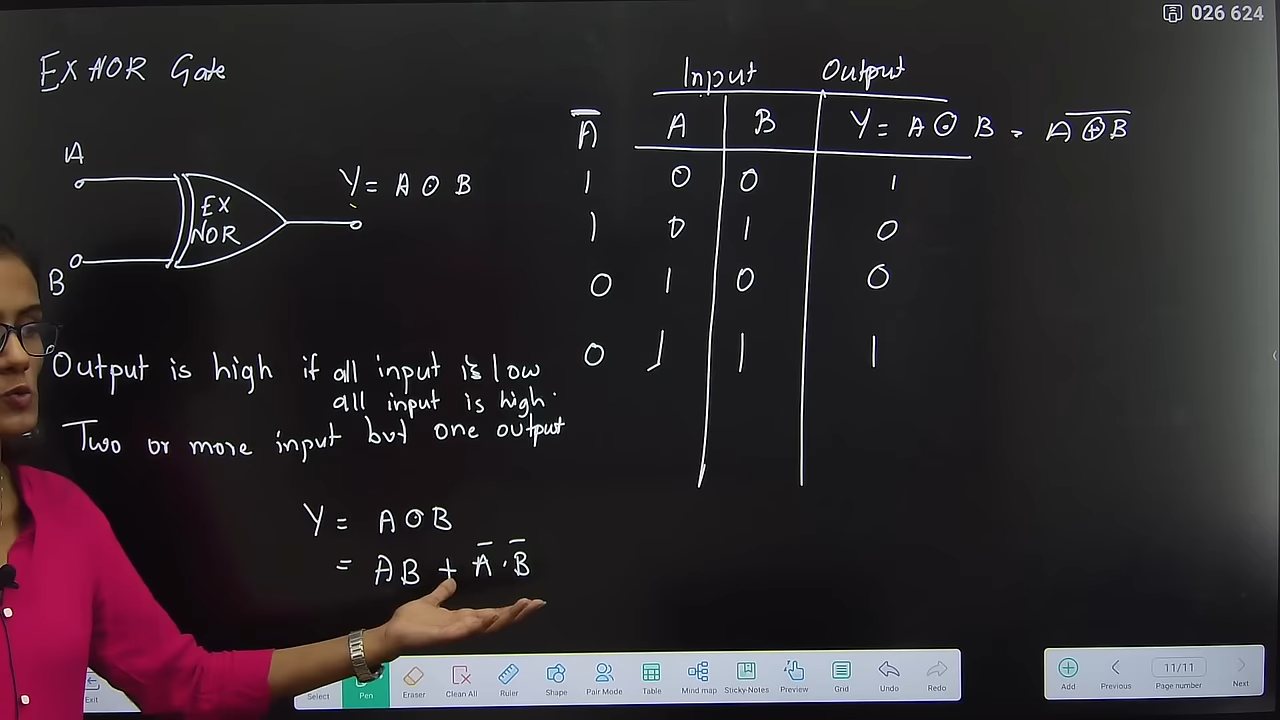 026 624
EX NOR Gate
Input Output
Ā A B Y = A ⊙ B = \overline{A ⊕ B}
1 0 0 1
1 0 1 0
0 1 0 0
0 1 1 1
A
B
EX
NOR
Y = A ⊙ B
Output is high if all input is low
all input is high.
Two or more input but one output
Y = A ⊙ B
= AB + Ā · B̄
Exit
Select
Pen
Eraser
Clean All
Ruler
Shape
Pair Mode
Table
Mind map
Sticky-Notes
Preview
Grid
Undo
Redo
Add
Previous
11/11
Page number
Next